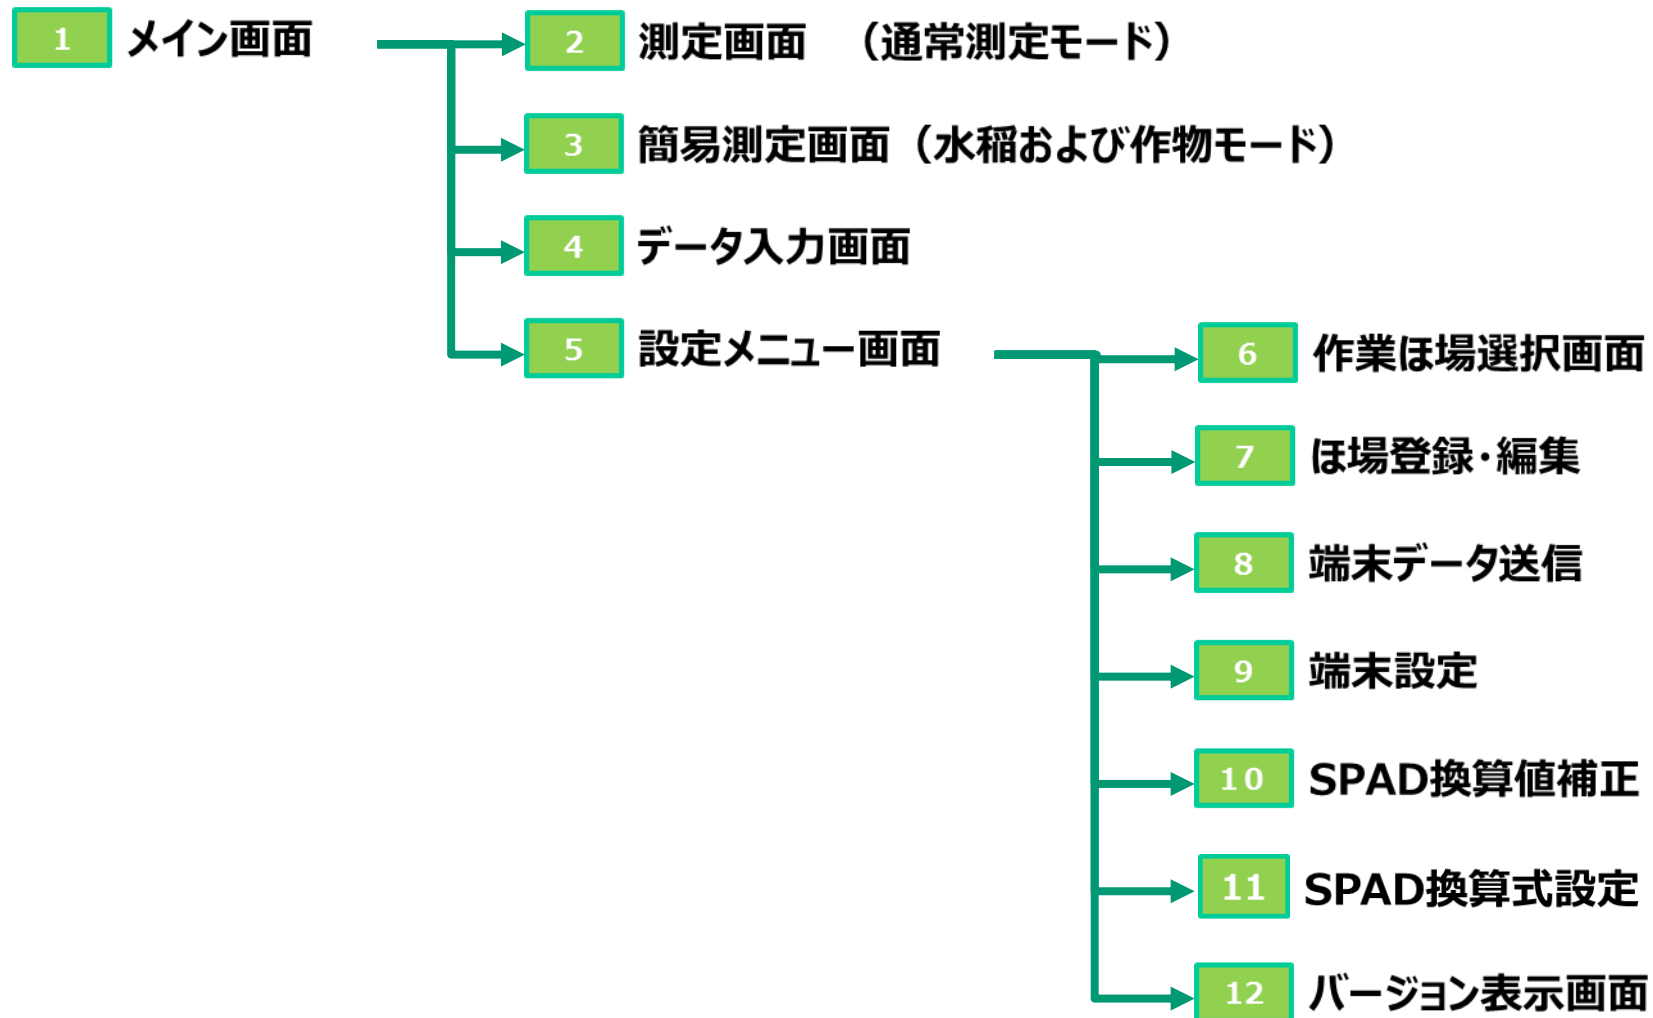 1 メイン画面
2 測定画面 （通常測定モード）
3 簡易測定画面（水稲および作物モード）
4 データ入力画面
5 設定メニュー画面
6 作業ほ場選択画面
7 ほ場登録・編集
8 端末データ送信
9 端末設定
10 SPAD換算値補正
11 SPAD換算式設定
12 バージョン表示画面